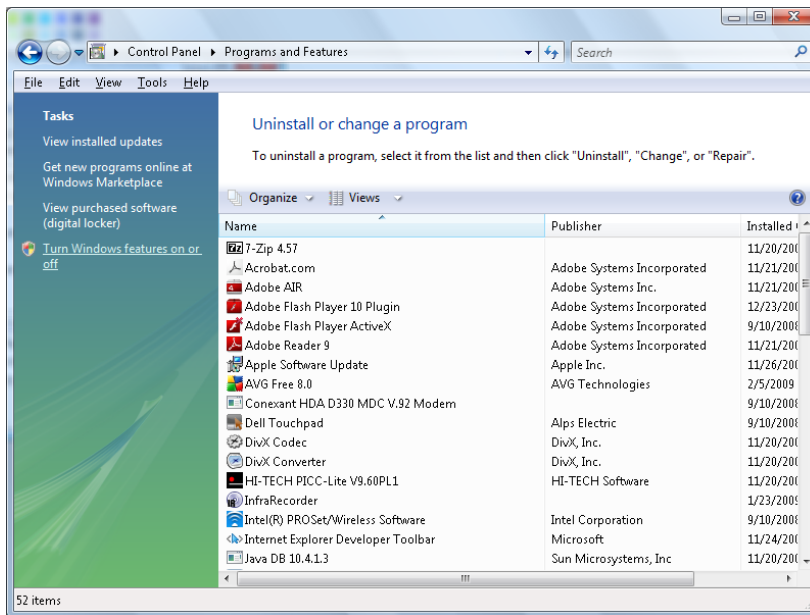 Control Panel Programs and Features Search
File Edit View Tools Help
Tasks
View installed updates
Get new programs online at
Windows Marketplace
View purchased software
(digital locker)
Turn Windows features on or
off
Uninstall or change a program
To uninstall a program, select it from the list and then click "Uninstall", "Change", or "Repair".
Organize Views
Name Publisher Installed
7-Zip 4.57 11/20/200
Acrobat.com Adobe Systems Incorporated 11/21/200
Adobe AIR Adobe Systems Inc. 11/21/200
Adobe Flash Player 10 Plugin Adobe Systems Incorporated 12/23/200
Adobe Flash Player ActiveX Adobe Systems Incorporated 9/10/2008
Adobe Reader 9 Adobe Systems Incorporated 11/21/200
Apple Software Update Apple Inc. 11/26/200
AVG Free 8.0 AVG Technologies 2/5/2009
Conexant HDA D330 MDC V.92 Modem 9/10/2008
Dell Touchpad Alps Electric 9/10/2008
DivX Codec DivX, Inc. 11/20/200
DivX Converter DivX, Inc. 11/20/200
HI-TECH PICC-Lite V9.60PL1 HI-TECH Software 11/20/200
InfraRecorder 1/23/2009
Intel(R) PROSet/Wireless Software Intel Corporation 9/10/2008
Internet Explorer Developer Toolbar Microsoft 11/24/200
Java DB 10.4.1.3 Sun Microsystems, Inc 11/20/200
52 items